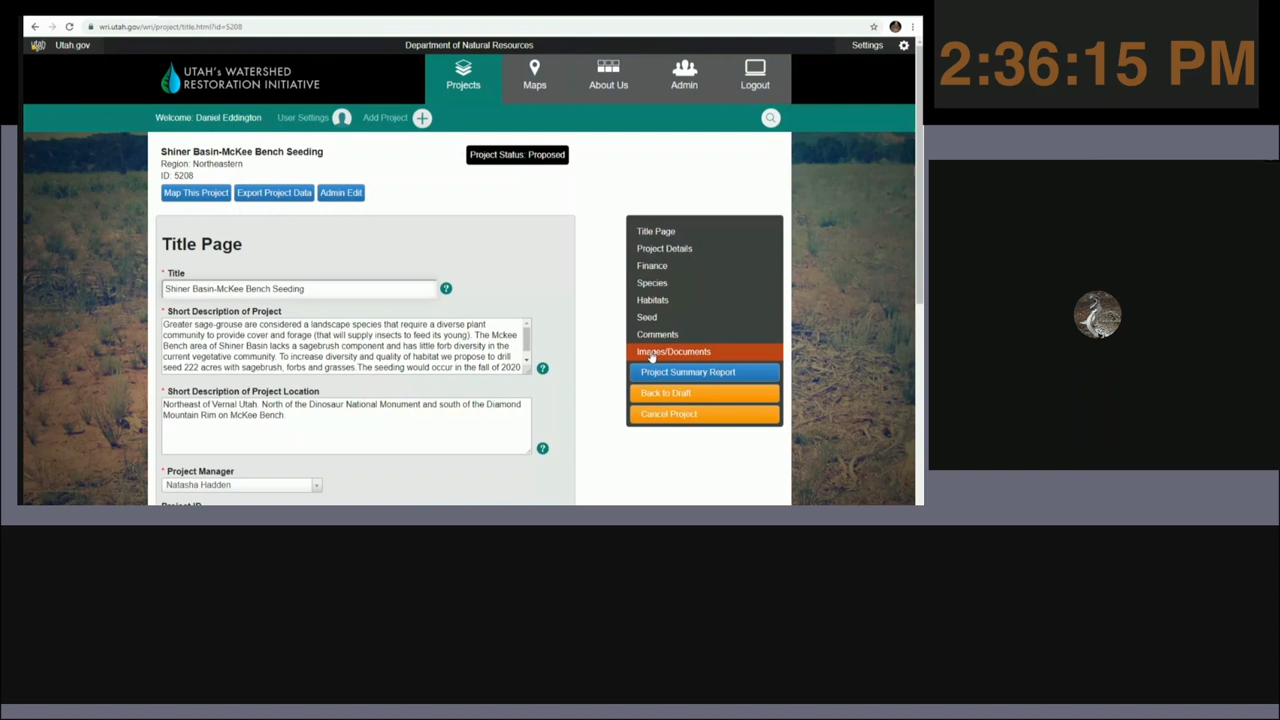 wri.utah.gov/wri/project/title.html?id=5208
2:36:15 PM
Utah.gov
Department of Natural Resources
Settings
UTAH's WATERSHED
RESTORATION INITIATIVE
Projects
Maps
About Us
Admin
Logout
Welcome: Daniel Eddington
User Settings
Add Project
Shiner Basin-McKee Bench Seeding
Project Status: Proposed
Region: Northeastern
ID: 5208
Map This Project
Export Project Data
Admin Edit
Title Page
* Title
Shiner Basin-McKee Bench Seeding
?
* Short Description of Project
Greater sage-grouse are considered a landscape species that require a diverse plant
community to provide cover and forage (that will supply insects to feed its young). The Mckee
Bench area of Shiner Basin lacks a sagebrush component and has little forb diversity in the
current vegetative community. To increase diversity and quality of habitat we propose to drill
seed 222 acres with sagebrush, forbs and grasses.The seeding would occur in the fall of 2020
?
* Short Description of Project Location
Northeast of Vernal Utah. North of the Dinosaur National Monument and south of the Diamond
Mountain Rim on McKee Bench.
?
* Project Manager
Natasha Hadden
Project ID
Title Page
Project Details
Finance
Species
Habitats
Seed
Comments
Images/Documents
Project Summary Report
Back to Draft
Cancel Project